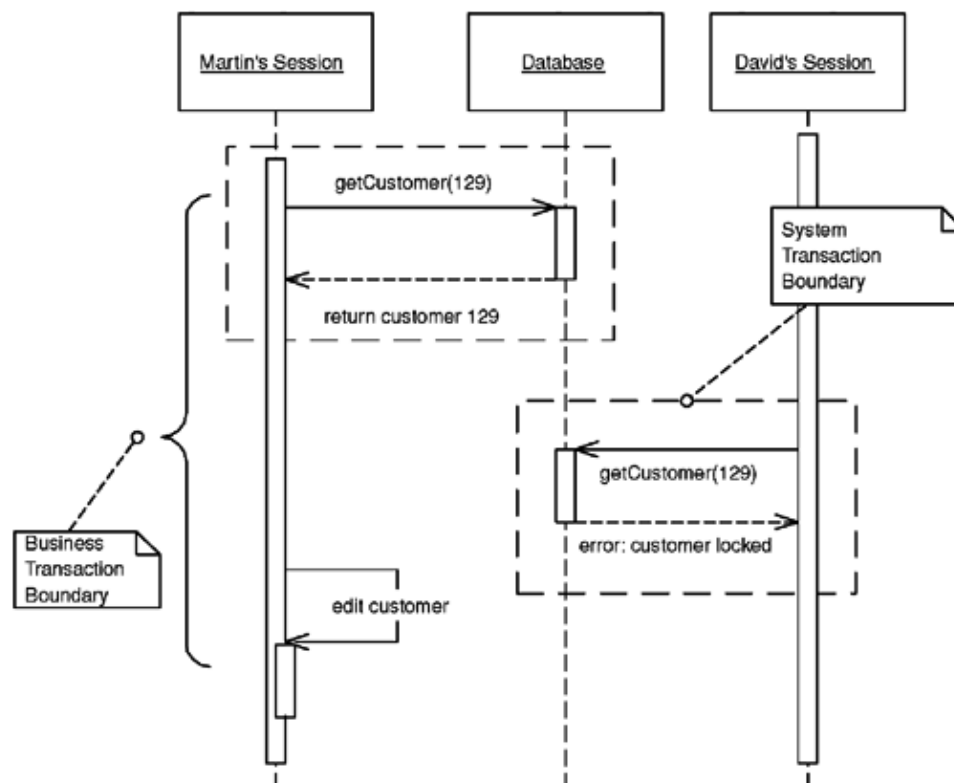 Martin's Session
Database
David's Session
getCustomer(129)
return customer 129
System
Transaction
Boundary
getCustomer(129)
error: customer locked
Business
Transaction
Boundary
edit customer